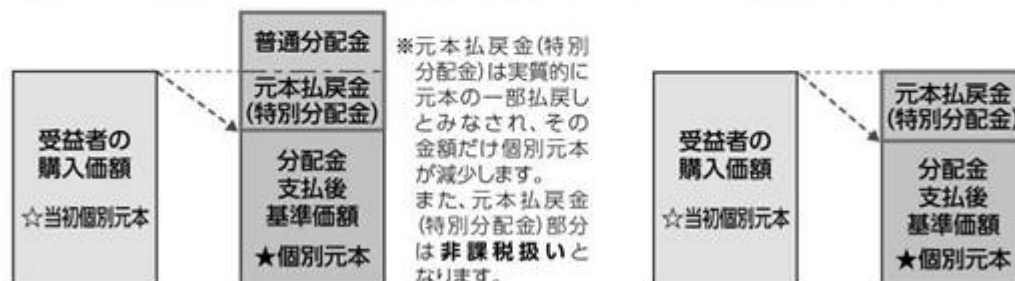 受益者の
購入価額
☆当初個別元本
普通分配金
元本払戻金
(特別分配金)
分配金
支払後
基準価額
★個別元本
※元本払戻金(特別
分配金)は実質的に
元本の一部払戻し
とみなされ、その
金額だけ個別元本
が減少します。
また、元本払戻金
(特別分配金)部分
は非課税扱いと
なります。
受益者の
購入価額
☆当初個別元本
元本払戻金
(特別分配金)
分配金
支払後
基準価額
★個別元本